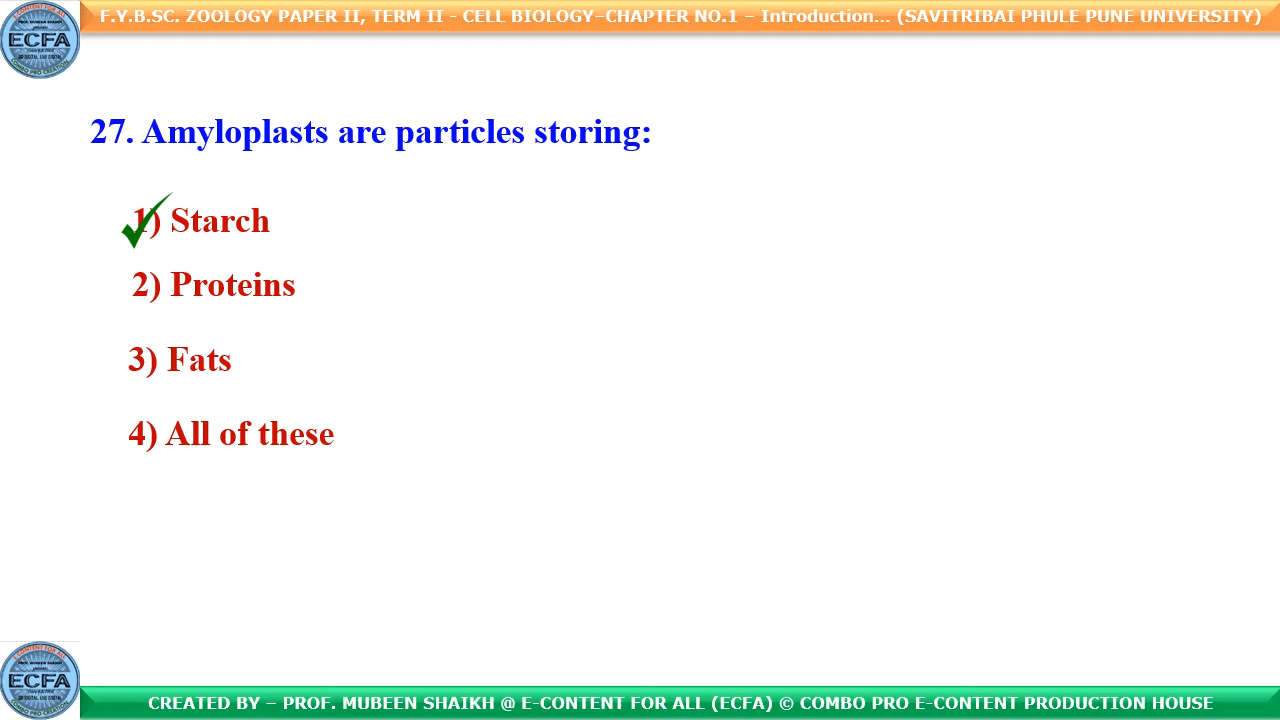 F.Y.B.SC. ZOOLOGY PAPER II, TERM II - CELL BIOLOGY–CHAPTER NO.1 – Introduction... (SAVITRIBAI PHULE PUNE UNIVERSITY)
ECFA
27. Amyloplasts are particles storing:
1) Starch
2) Proteins
3) Fats
4) All of these
ECFA
CREATED BY – PROF. MUBEEN SHAIKH @ E-CONTENT FOR ALL (ECFA) © COMBO PRO E-CONTENT PRODUCTION HOUSE